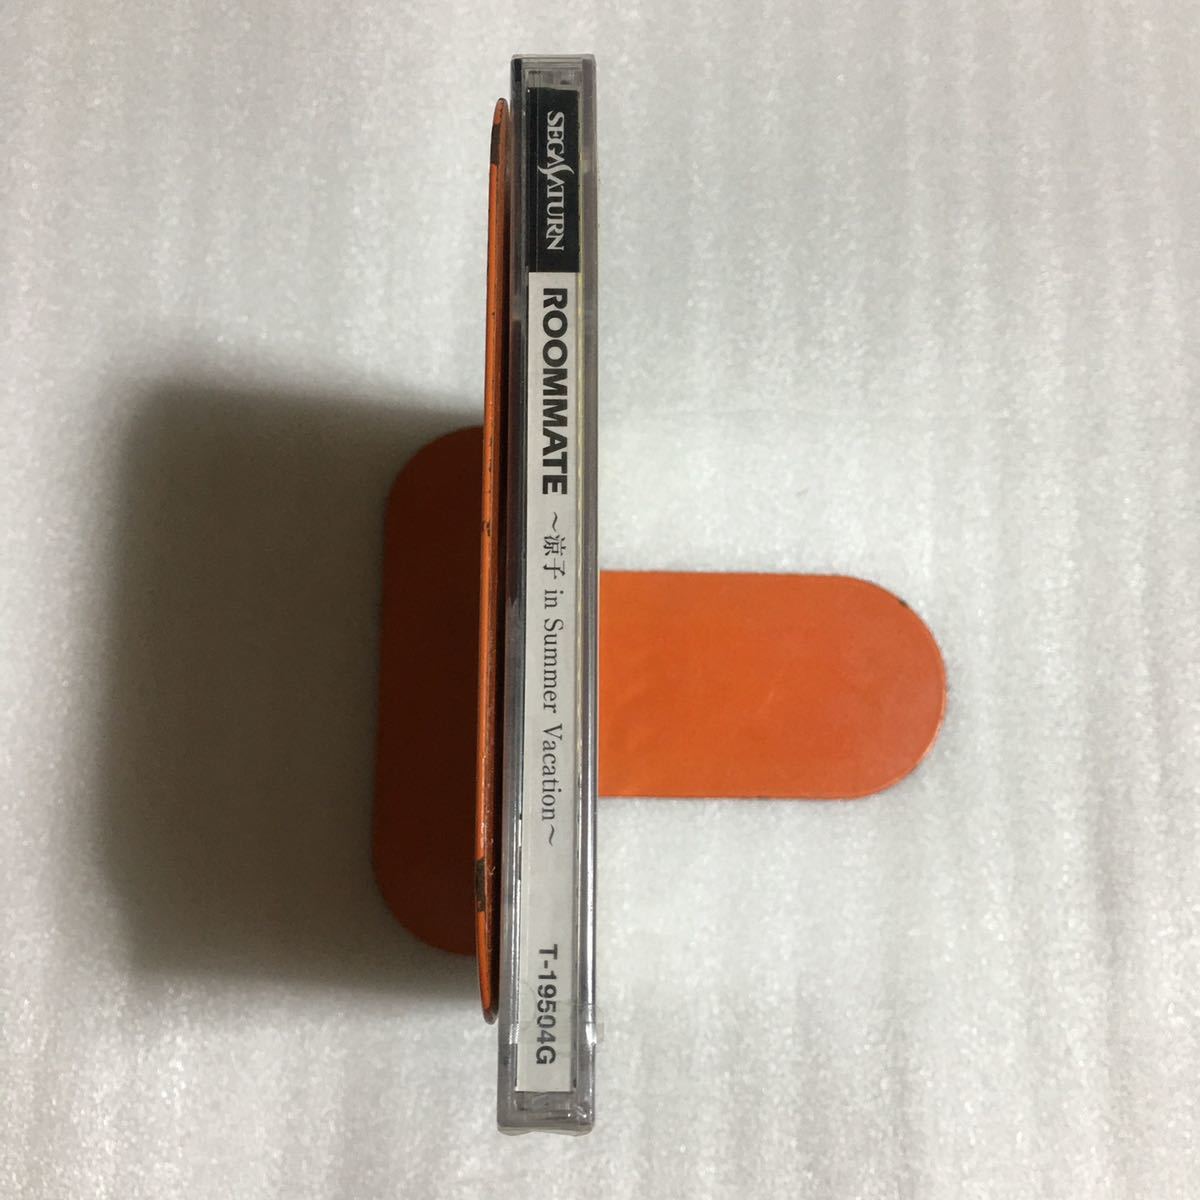 SEGA SATURN
ROOMMATE ～涼子 in Summer Vacation～
T-19504G